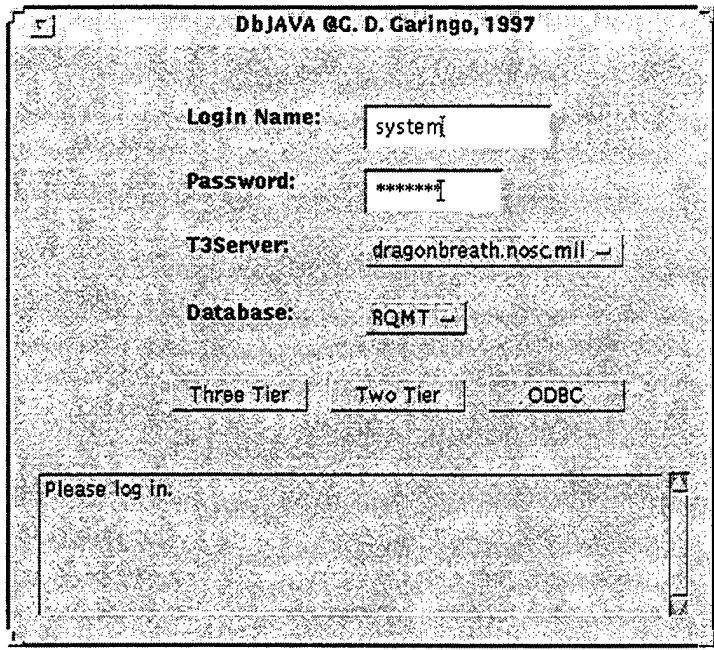 DbJAVA @G. D. Garingo, 1997
Login Name: system
Password: *******
T3Server: dragonbreath.nosc.mil
Database: RQMT
Three Tier Two Tier ODBC
Please log in.